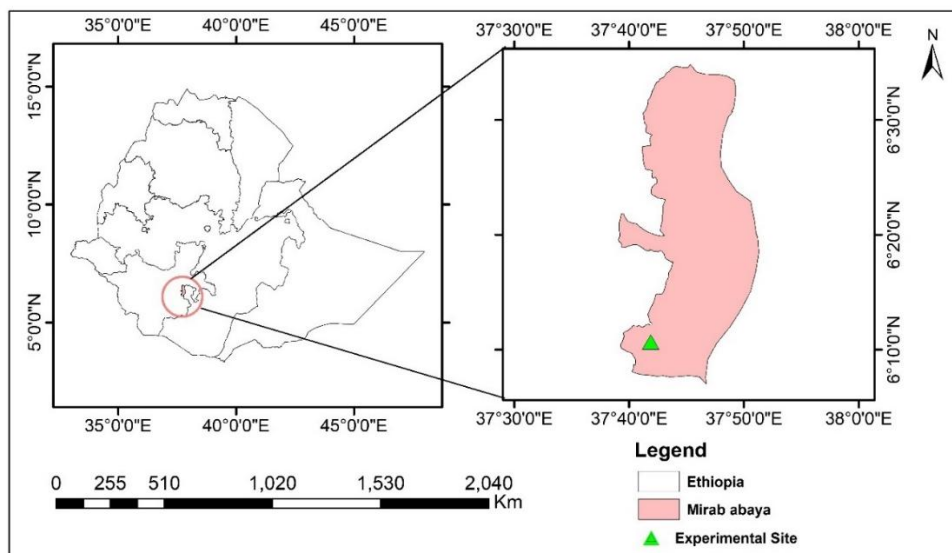 35°0'0"E 40°0'0"E 45°0'0"E
15°0'0"N
10°0'0"N
5°0'0"N
35°0'0"E 40°0'0"E 45°0'0"E
37°30'0"E 37°40'0"E 37°50'0"E 38°0'0"E
N
6°30'0"N
6°20'0"N
6°10'0"N
37°30'0"E 37°40'0"E 37°50'0"E 38°0'0"E
0 255 510 1,020 1,530 2,040
Km
Legend
Ethiopia
Mirab abaya
Experimental Site